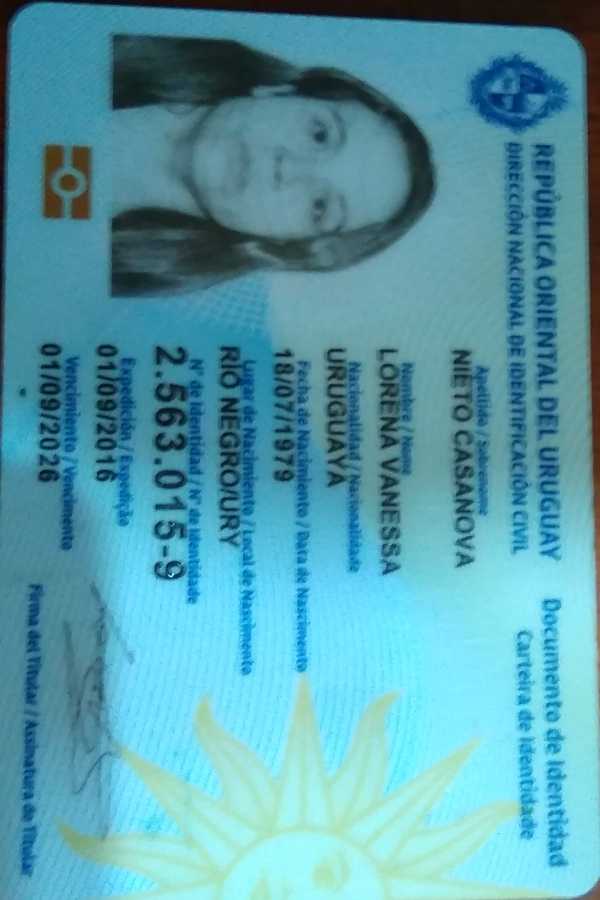 REPÚBLICA ORIENTAL DEL URUGUAY
DIRECCIÓN NACIONAL DE IDENTIFICACIÓN CIVIL
Documento de Identidad
Carteira de Identidade
Apellido / Sobrenome
NIETO CASANOVA
Nombre / Nome
LORENA VANESSA
Nacionalidad / Nacionalidade
URUGUAYA
Fecha de Nacimiento / Data de Nascimento
18/07/1979
Lugar de Nacimiento / Local de Nascimento
RÍO NEGRO/URY
N° de Identidad / N° de Identidade
2.563.015-9
Expedición / Expedição
01/09/2016
Vencimiento / Vencimento
01/09/2026
Firma del Titular / Assinatura do Titular